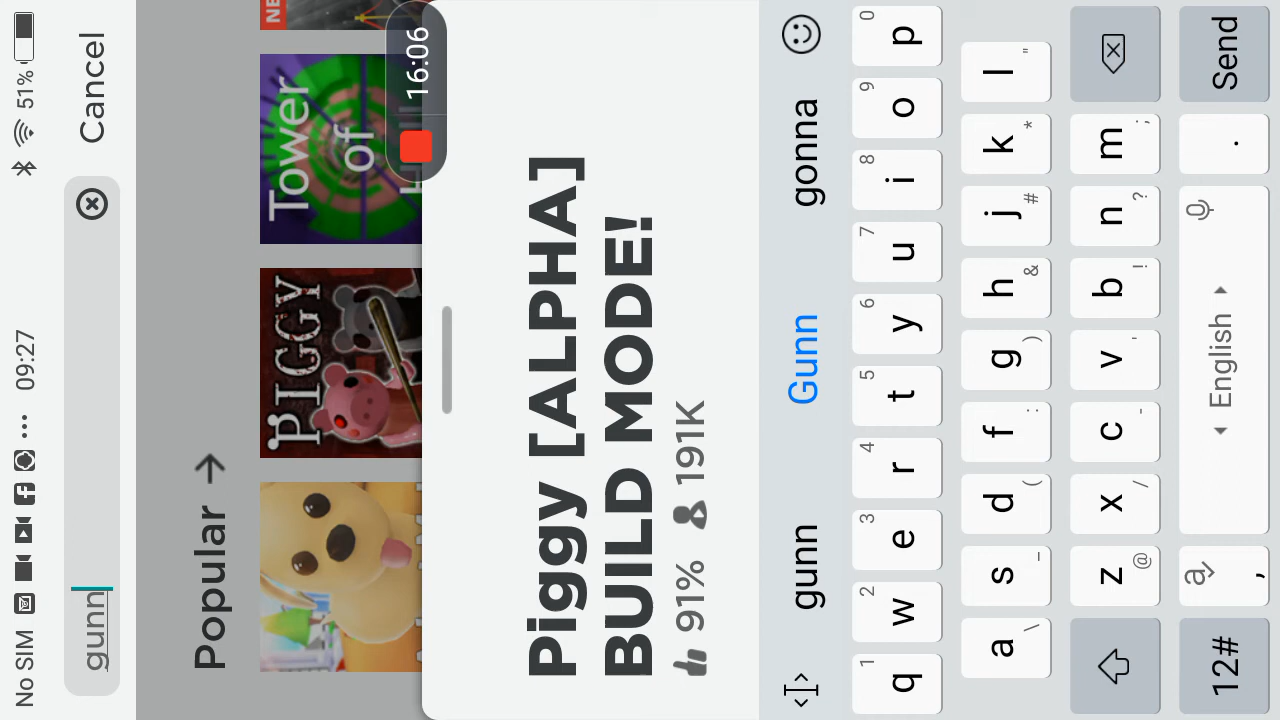 No SIM ... 09:27 51%
gunn
Cancel
Popular →
PIGGY
Tower
of
16:06
Piggy [ALPHA]
BUILD MODE!
91% 191K
gunn Gunn gonna
q 1 w 2 e 3 r 4 t 5 y 6 u 7 i 8 o 9 p 0
a \ s _ d ( f : g ) h & j # k * l "
z @ x / c - v ' b ! n ? m ;
12# , English . Send